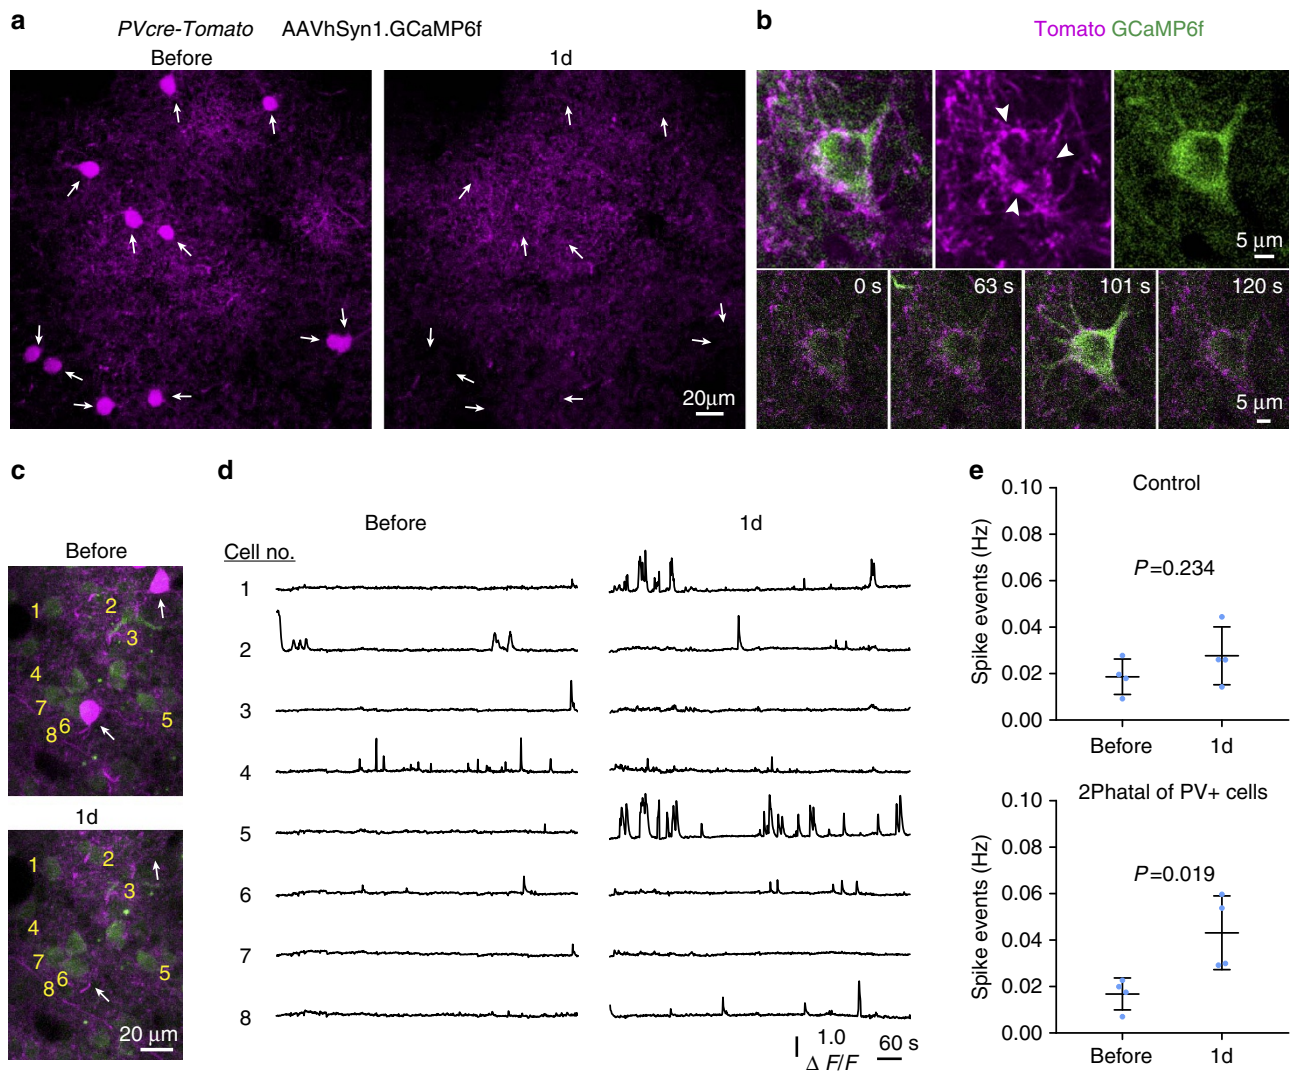 a
PVcre-Tomato AAVhSyn1.GCaMP6f
Before 1d
20μm
b
Tomato GCaMP6f
5 μm
0 s 63 s 101 s 120 s
5 μm
c
Before
1
2
3
4
7
6
8
5
1d
1
2
3
4
7
6
8
5
20 μm
d
Before 1d
Cell no.
1
2
3
4
5
6
7
8
1.0
Δ F/F
60 s
e
Control
Spike events (Hz)
0.10
0.08
0.06
0.04
0.02
0.00
P=0.234
Before 1d
2Phatal of PV+ cells
Spike events (Hz)
0.10
0.08
0.06
0.04
0.02
0.00
P=0.019
Before 1d